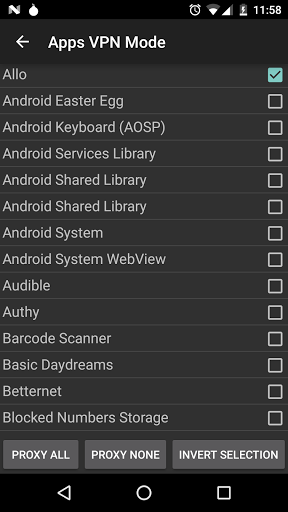 11:58
Apps VPN Mode
Allo
Android Easter Egg
Android Keyboard (AOSP)
Android Services Library
Android Shared Library
Android Shared Library
Android System
Android System WebView
Audible
Authy
Barcode Scanner
Basic Daydreams
Betternet
Blocked Numbers Storage
PROXY ALL PROXY NONE INVERT SELECTION